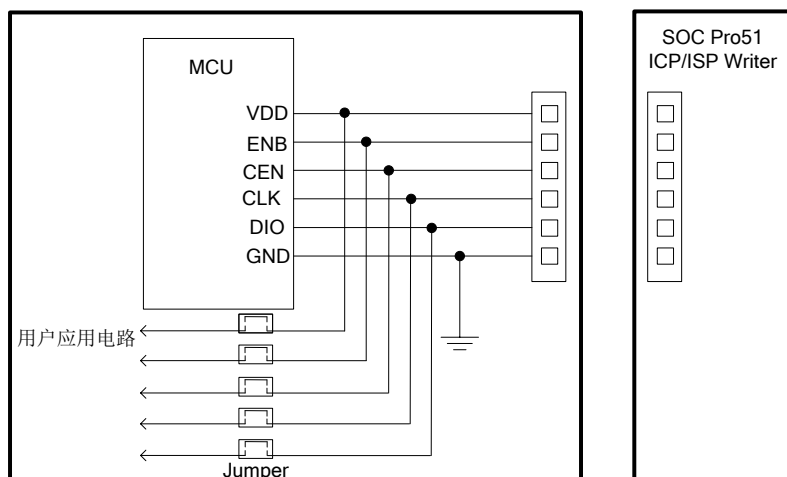 MCU
VDD
ENB
CEN
CLK
DIO
GND
用户应用电路
Jumper
SOC Pro51
ICP/ISP Writer